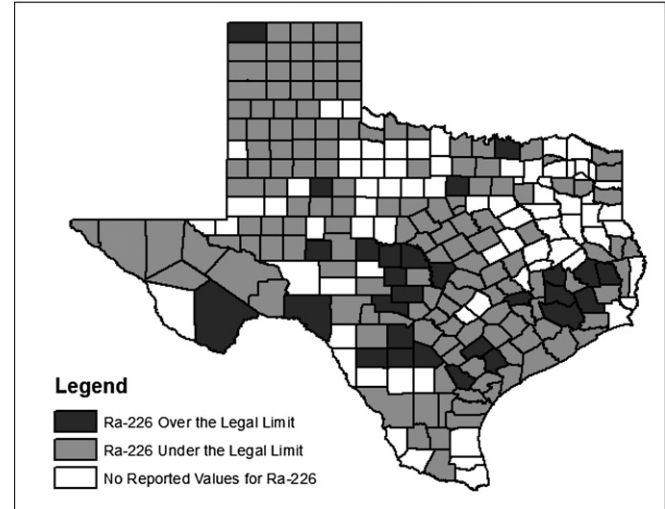 Legend
Ra-226 Over the Legal Limit
Ra-226 Under the Legal Limit
No Reported Values for Ra-226